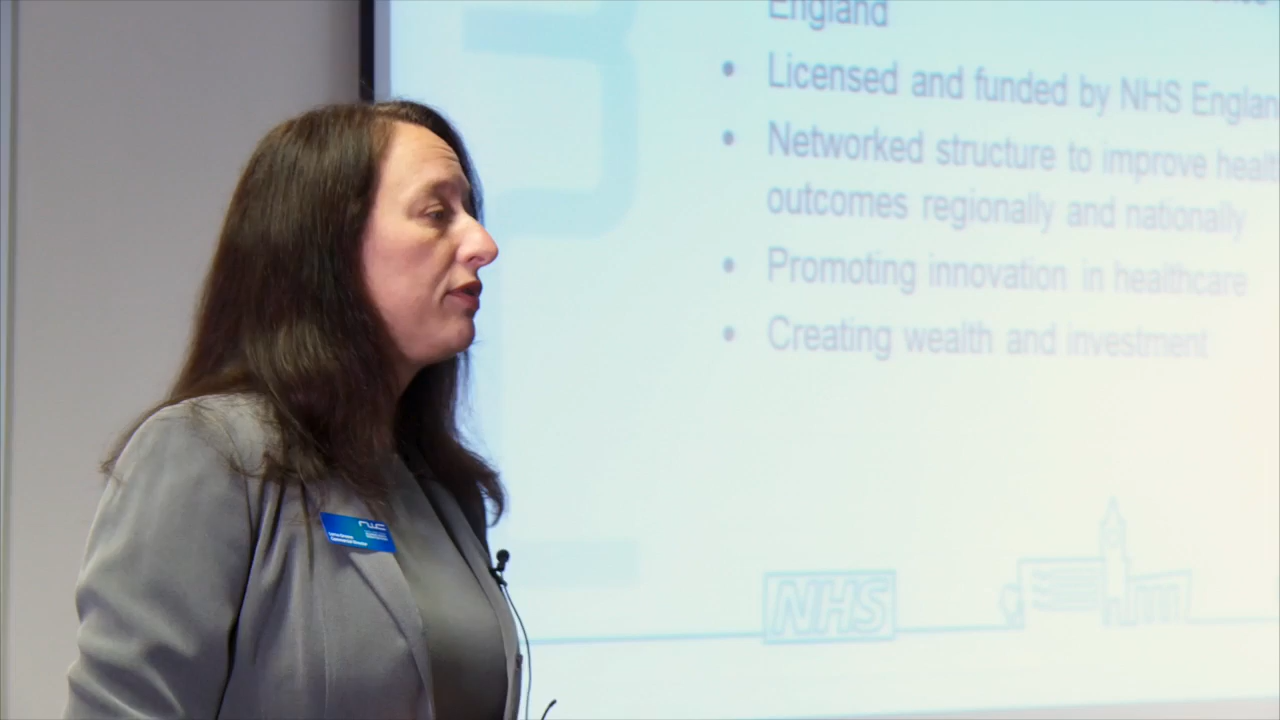 England
Licensed and funded by NHS Englan
Networked structure to improve healt
outcomes regionally and nationally
Promoting innovation in healthcare
Creating wealth and investment
NHS